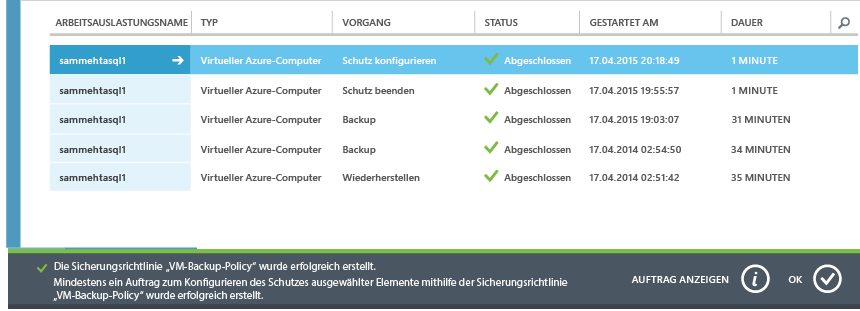 ARBEITSAUSLASTUNGSNAME TYP VORGANG STATUS GESTARTET AM DAUER
sammehtasql1 Virtueller Azure-Computer Schutz konfigurieren Abgeschlossen 17.04.2015 20:18:49 1 MINUTE
sammehtasql1 Virtueller Azure-Computer Schutz beenden Abgeschlossen 17.04.2015 19:55:57 1 MINUTE
sammehtasql1 Virtueller Azure-Computer Backup Abgeschlossen 17.04.2015 19:03:07 31 MINUTEN
sammehtasql1 Virtueller Azure-Computer Backup Abgeschlossen 17.04.2014 02:54:50 34 MINUTEN
sammehtasql1 Virtueller Azure-Computer Wiederherstellen Abgeschlossen 17.04.2014 02:51:42 35 MINUTEN
Die Sicherungsrichtlinie „VM-Backup-Policy“ wurde erfolgreich erstellt.
Mindestens ein Auftrag zum Konfigurieren des Schutzes ausgewählter Elemente mithilfe der Sicherungsrichtlinie
„VM-Backup-Policy“ wurde erfolgreich erstellt.
AUFTRAG ANZEIGEN i OK